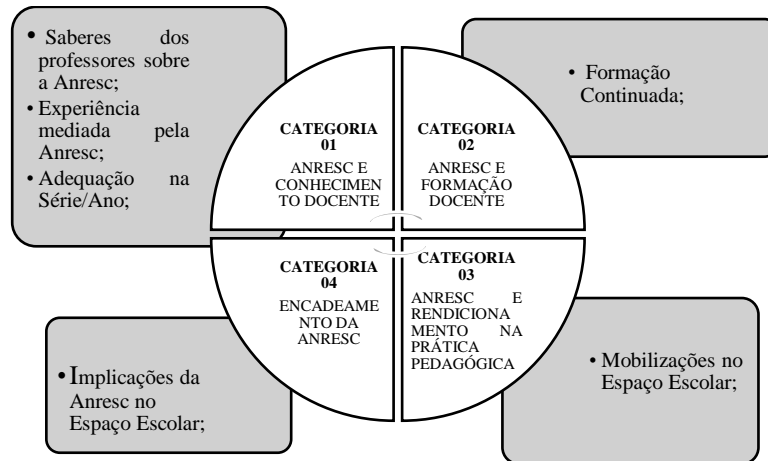 • Saberes dos
professores sobre
a Anresc;
• Experiência
mediada pela
Anresc;
• Adequação na
Série/Ano;
• Formação
Continuada;
CATEGORIA
01
ANRESC E
CONHECIMEN
TO DOCENTE
CATEGORIA
02
ANRESC E
FORMAÇÃO
DOCENTE
CATEGORIA
04
ENCADEAME
NTO DA
ANRESC
CATEGORIA
03
ANRESC E
RENDICIONA
MENTO NA
PRÁTICA
PEDAGÓGICA
• Implicações da
Anresc no
Espaço Escolar;
• Mobilizações no
Espaço Escolar;